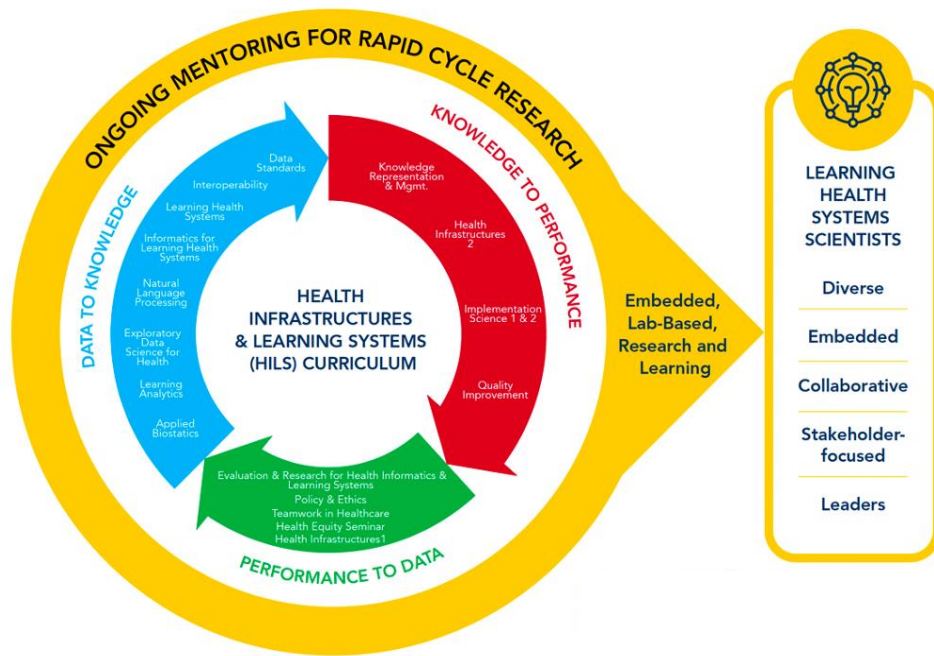 ONGOING MENTORING FOR RAPID CYCLE RESEARCH
DATA TO KNOWLEDGE
Data
Standards
Interoperability
Learning Health
Systems
Informatics for
Learning Health
Systems
Natural
Language
Processing
Exploratory
Data
Science for
Health
Learning
Analytics
Applied
Biostatics
KNOWLEDGE TO PERFORMANCE
Knowledge
Representation
& Mgmt.
Health
Infrastructures
2
Implementation
Science 1 & 2
Quality
Improvement
PERFORMANCE TO DATA
Evaluation & Research for Health Informatics &
Learning Systems
Policy & Ethics
Teamwork in Healthcare
Health Equity Seminar
Health Infrastructures1
HEALTH
INFRASTRUCTURES
& LEARNING SYSTEMS
(HILS) CURRICULUM
Embedded,
Lab-Based,
Research and
Learning
LEARNING
HEALTH
SYSTEMS
SCIENTISTS
Diverse
Embedded
Collaborative
Stakeholder-
focused
Leaders